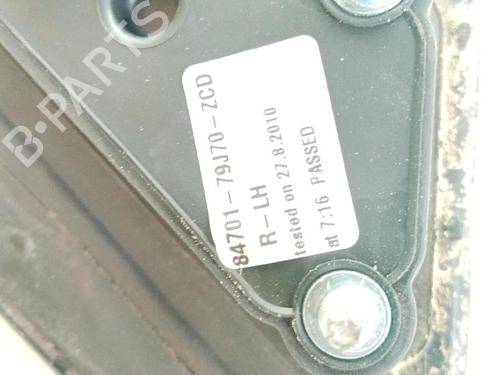 84701-79J70-ZCD
R-LH
tested on 27.8.2010
at 7:16 PASSED
B-PARTS